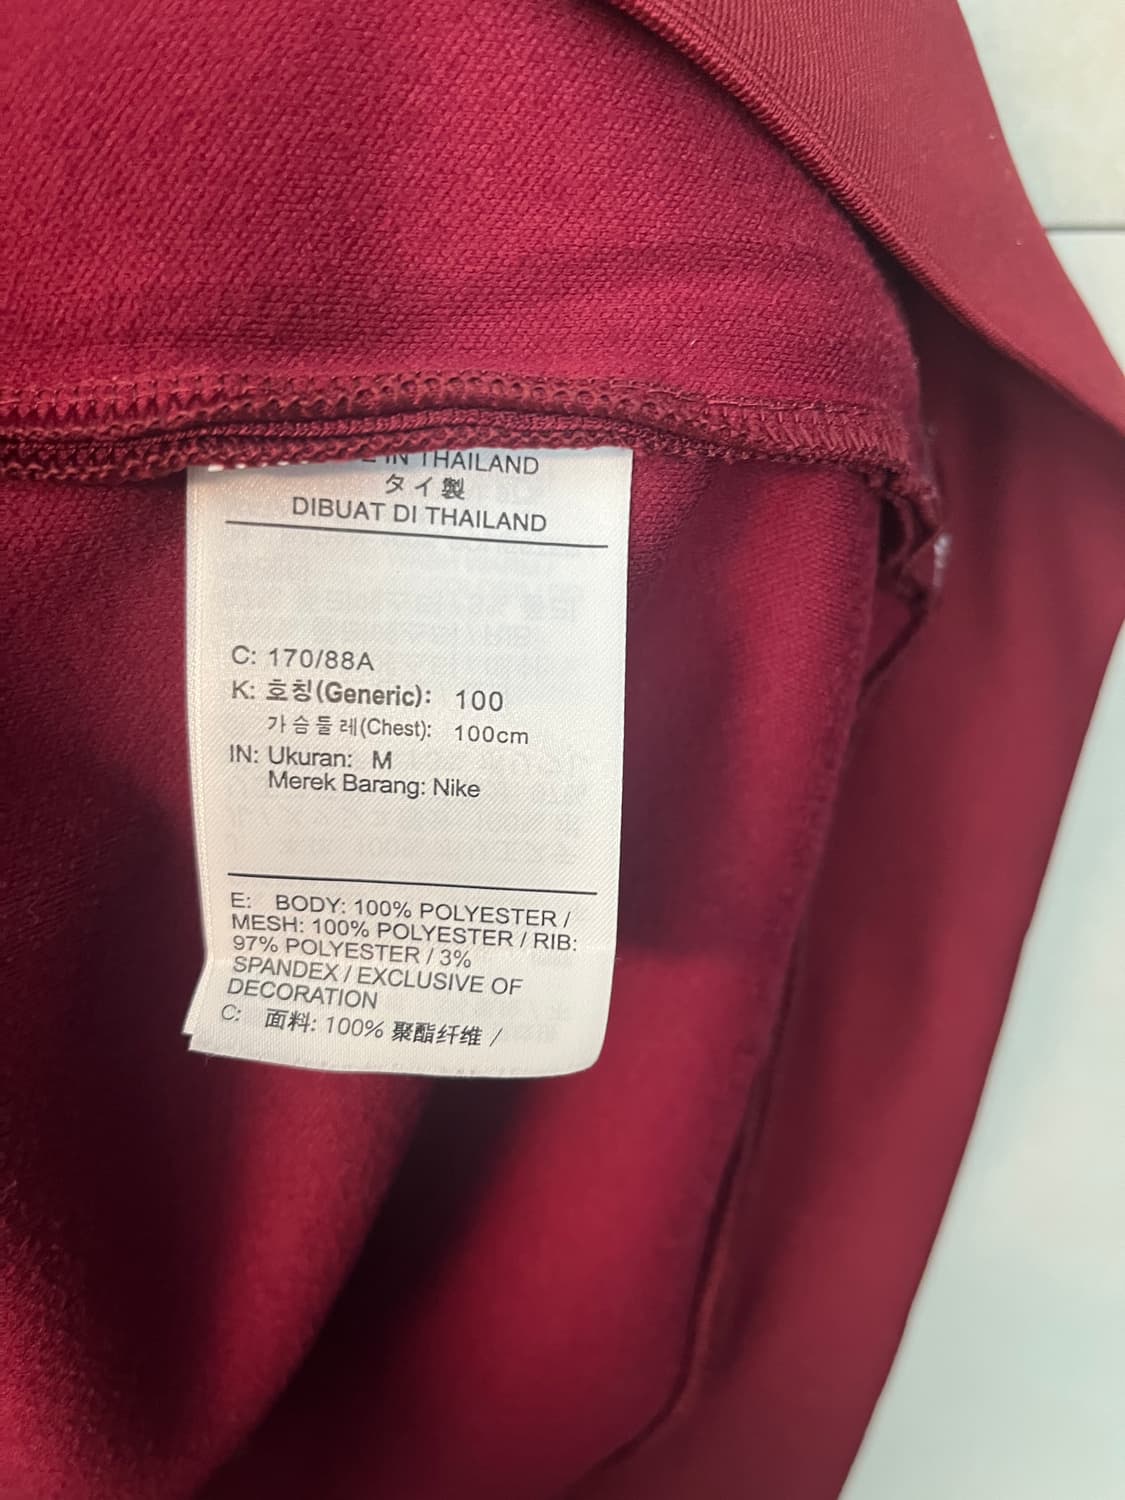 IN THAILAND
タイ製
DIBUAT DI THAILAND
C: 170/88A
K: 호칭(Generic): 100
가슴둘레(Chest): 100cm
IN: Ukuran: M
Merek Barang: Nike
E: BODY: 100% POLYESTER /
MESH: 100% POLYESTER / RIB:
97% POLYESTER / 3%
SPANDEX / EXCLUSIVE OF
DECORATION
C: 面料: 100% 聚酯纤维 /